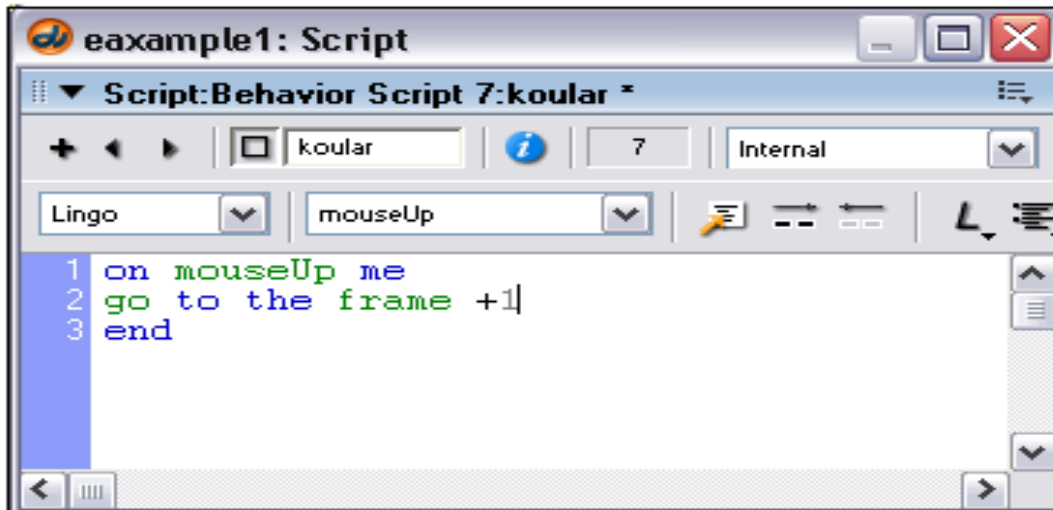 eaxample1: Script
Script:Behavior Script 7:koular *
koular 7 Internal
Lingo mouseUp L
1 on mouseUp me
2 go to the frame +1
3 end